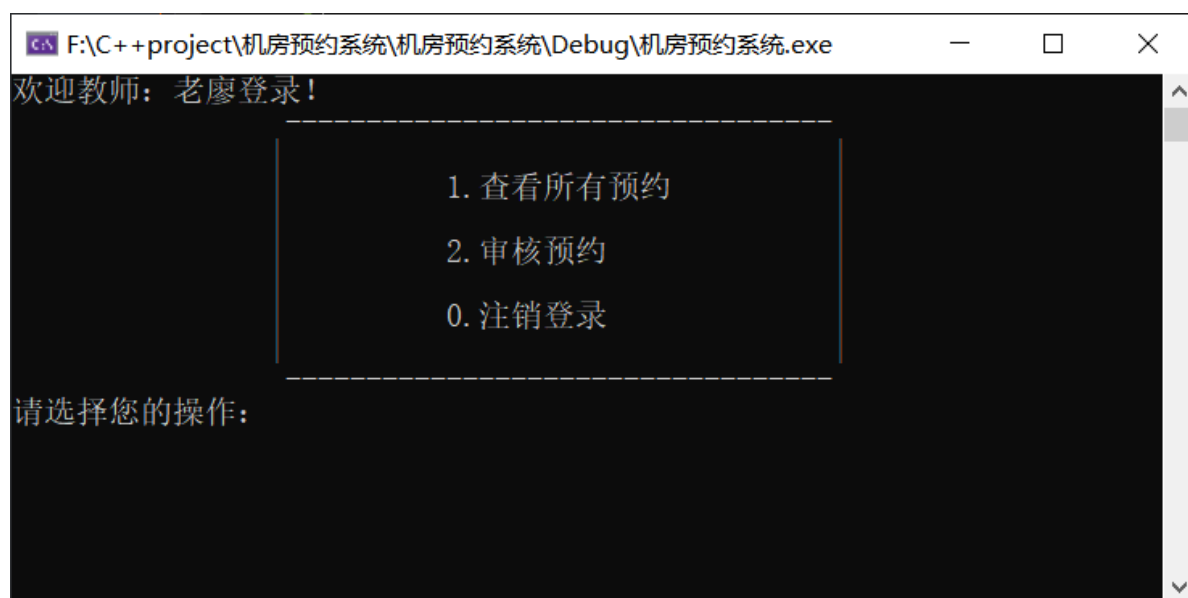 F:\C++project\机房预约系统\机房预约系统\Debug\机房预约系统.exe
欢迎教师：老廖登录！
----------------------------------
1.查看所有预约
2.审核预约
0.注销登录
----------------------------------
请选择您的操作：